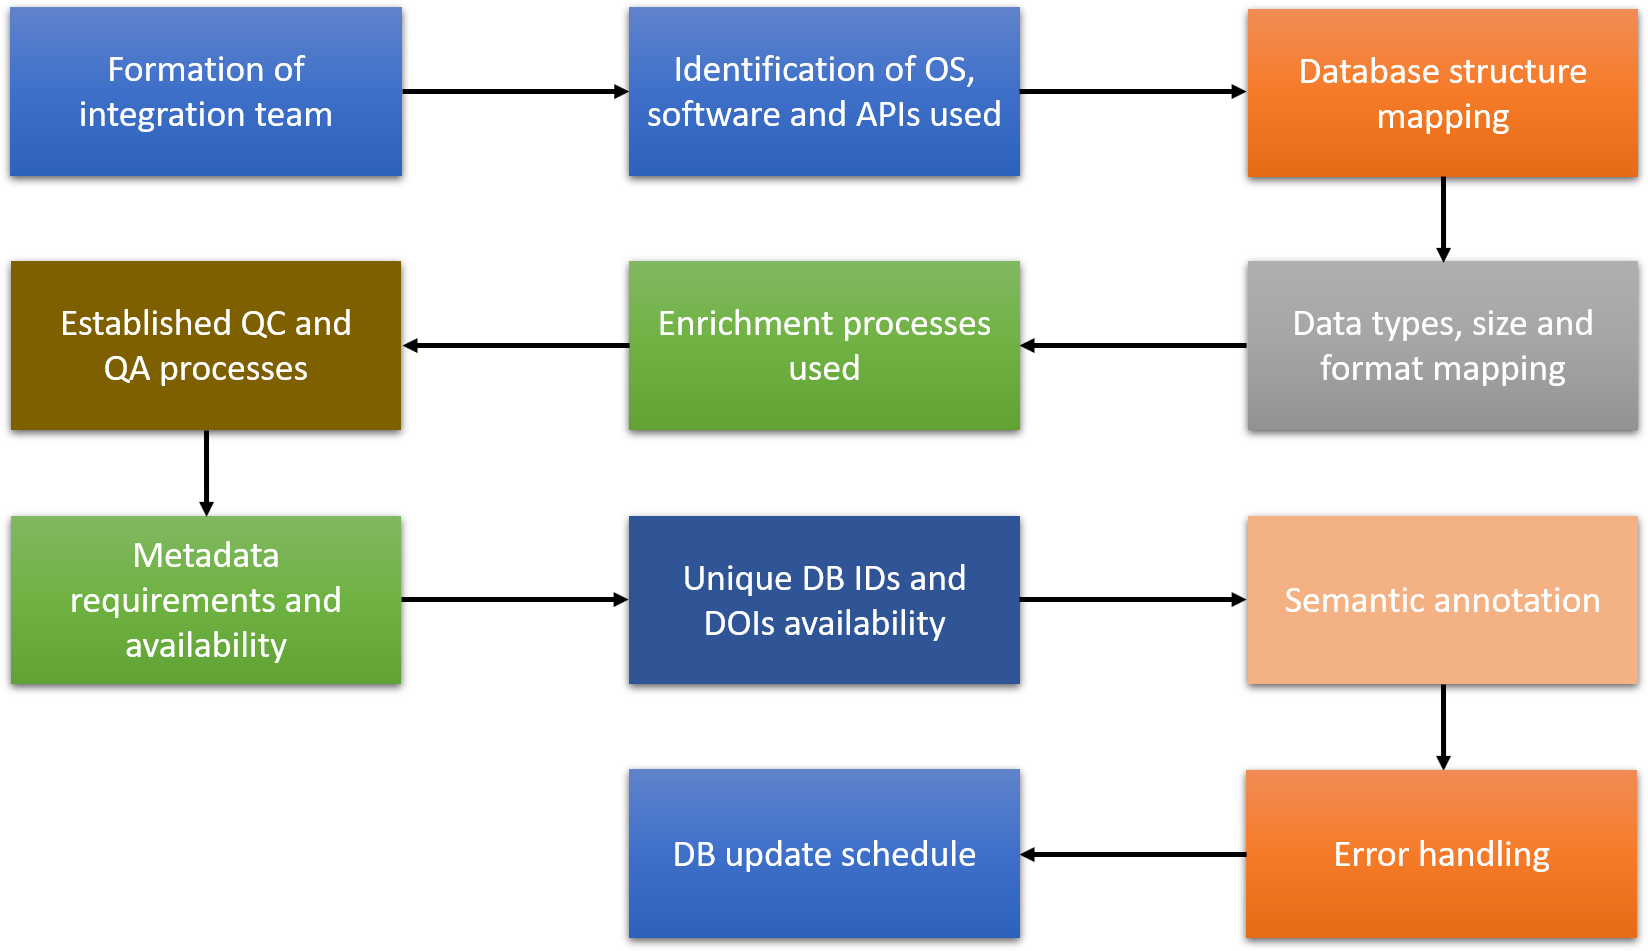 Formation of
integration team
Identification of OS,
software and APIs used
Database structure
mapping
Data types, size and
format mapping
Enrichment processes
used
Established QC and
QA processes
Metadata
requirements and
availability
Unique DB IDs and
DOIs availability
Semantic annotation
Error handling
DB update schedule